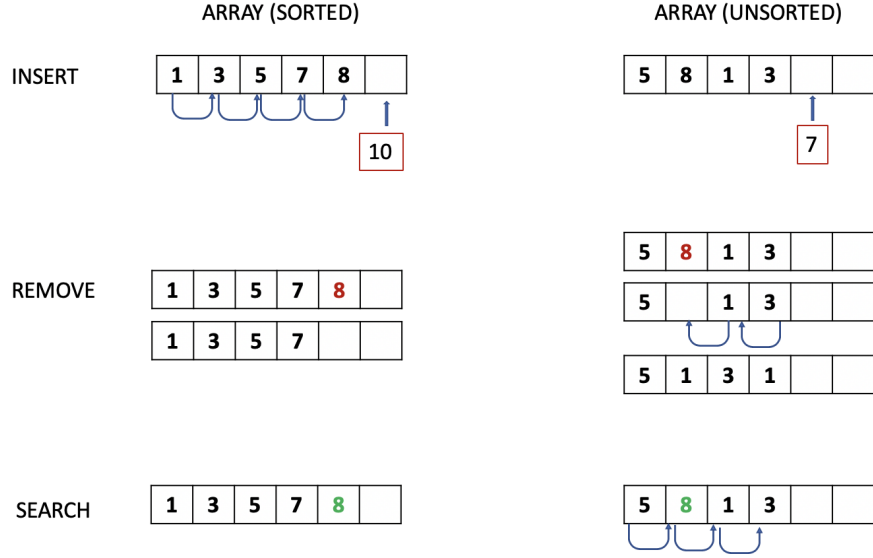 ARRAY (SORTED) ARRAY (UNSORTED)
INSERT 1 3 5 7 8 5 8 1 3
10 7
5 8 1 3
REMOVE 1 3 5 7 8
5 1 3
1 3 5 7
5 1 3 1
SEARCH 1 3 5 7 8 5 8 1 3